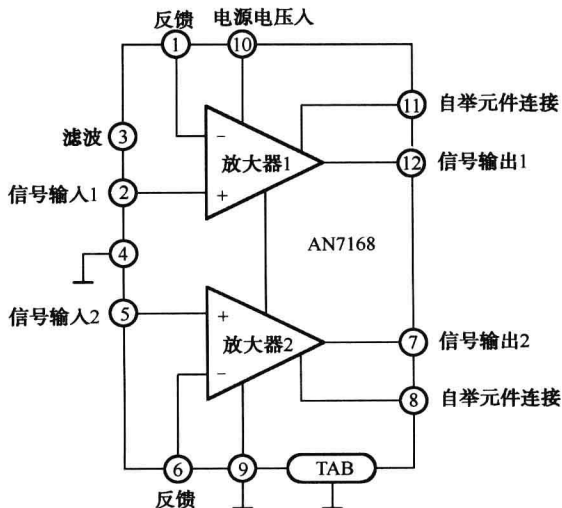 反馈 电源电压入
1 10
11 自举元件连接
滤波 3
− 放大器1
12 信号输出1
信号输入1 2 +
4 AN7168
信号输入2 5 +
放大器2 7 信号输出2
−
8 自举元件连接
6 9 TAB
反馈